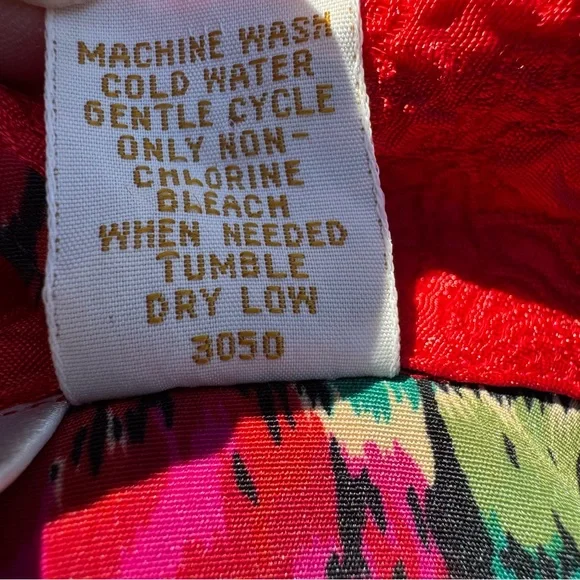 MACHINE WASH
COLD WATER
GENTLE CYCLE
ONLY NON-
CHLORINE
BLEACH
WHEN NEEDED
TUMBLE
DRY LOW
3050